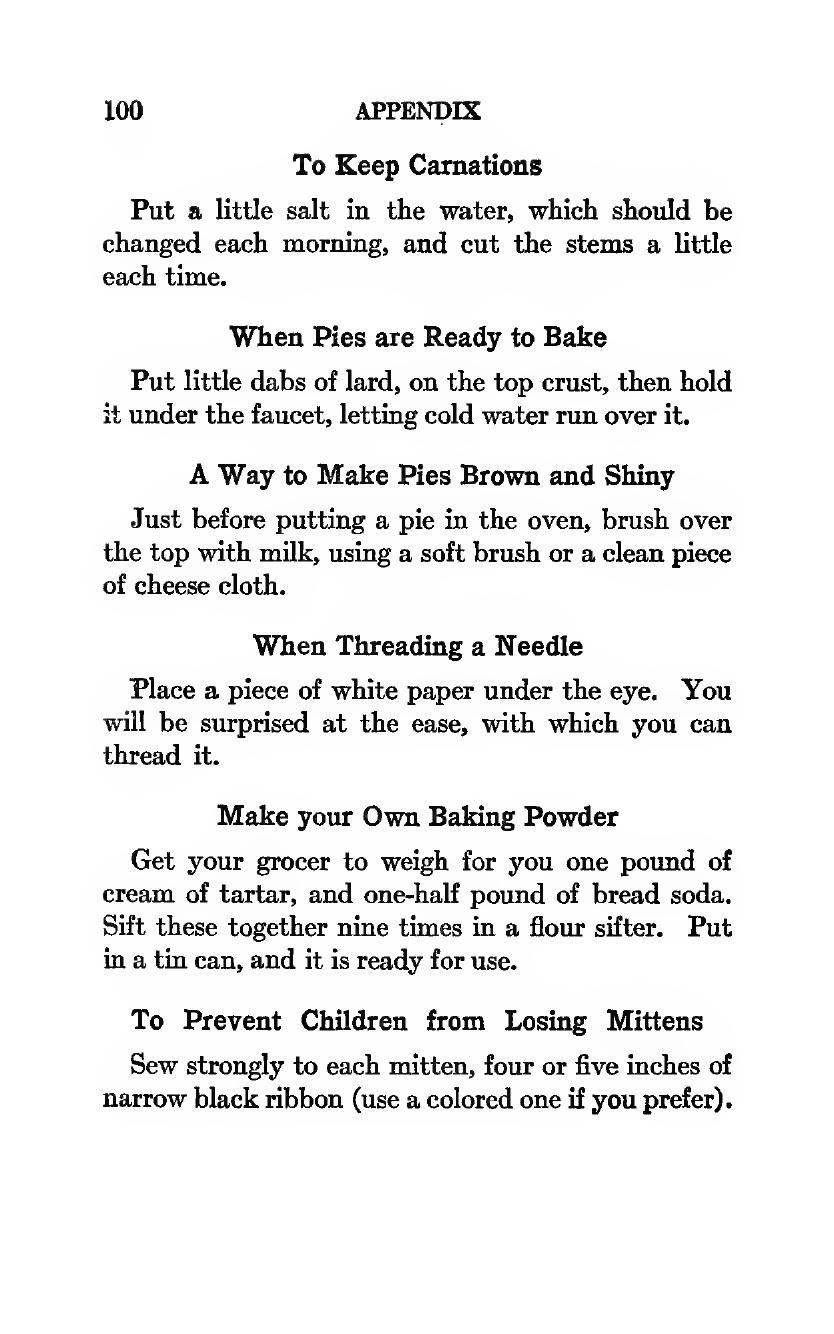 100 APPENDIX
To Keep Carnations
Put a little salt in the water, which should be
changed each morning, and cut the stems a little
each time.
When Pies are Ready to Bake
Put little dabs of lard, on the top crust, then hold
it under the faucet, letting cold water run over it.
A Way to Make Pies Brown and Shiny
Just before putting a pie in the oven, brush over
the top with milk, using a soft brush or a clean piece
of cheese cloth.
When Threading a Needle
Place a piece of white paper under the eye. You
will be surprised at the ease, with which you can
thread it.
Make your Own Baking Powder
Get your grocer to weigh for you one pound of
cream of tartar, and one-half pound of bread soda.
Sift these together nine times in a flour sifter. Put
in a tin can, and it is ready for use.
To Prevent Children from Losing Mittens
Sew strongly to each mitten, four or five inches of
narrow black ribbon (use a colored one if you prefer).